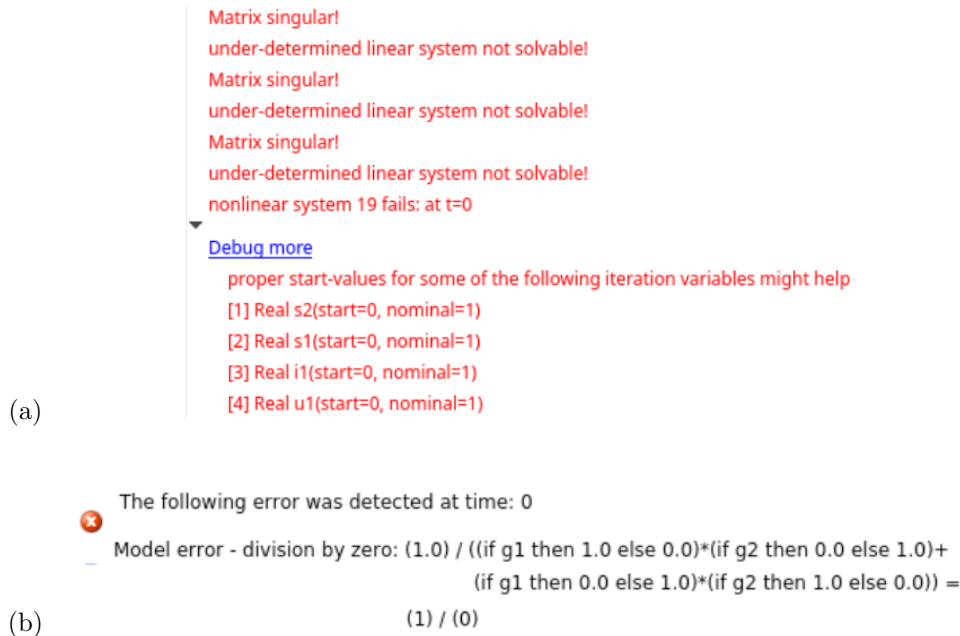 Matrix singular!
under-determined linear system not solvable!
Matrix singular!
under-determined linear system not solvable!
Matrix singular!
under-determined linear system not solvable!
nonlinear system 19 fails: at t=0
Debug more
proper start-values for some of the following iteration variables might help
[1] Real s2(start=0, nominal=1)
[2] Real s1(start=0, nominal=1)
[3] Real i1(start=0, nominal=1)
[4] Real u1(start=0, nominal=1)
(a)
The following error was detected at time: 0
Model error - division by zero: (1.0) / ((if g1 then 1.0 else 0.0)*(if g2 then 0.0 else 1.0)+
(if g1 then 0.0 else 1.0)*(if g2 then 1.0 else 0.0)) =
(1) / (0)
(b)